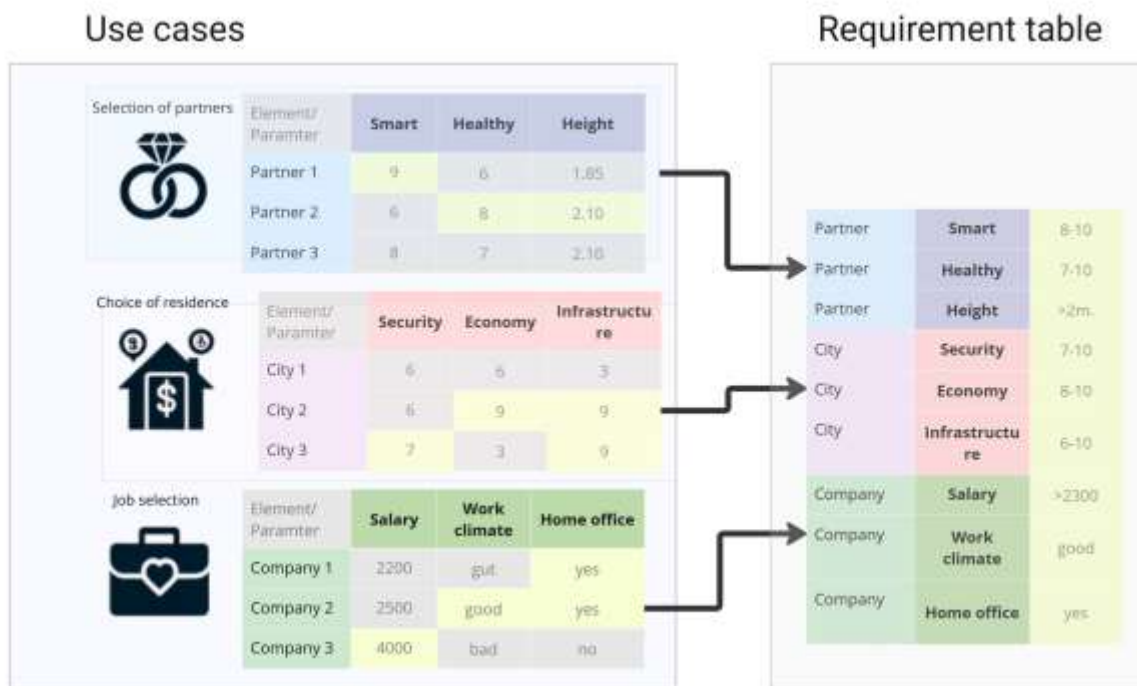 Use cases
Requirement table
Selection of partners
Element/ Paramter Smart Healthy Height
Partner 1 9 6 1.85
Partner 2 6 8 2.10
Partner 3 8 7 2.10
Choice of residence
Element/ Paramter Security Economy Infrastructu
re
City 1 6 6 3
City 2 6 9 9
City 3 7 3 9
Job selection
Element/ Paramter Salary Work
climate Home office
Company 1 2200 gut yes
Company 2 2500 good yes
Company 3 4000 bad no
Partner Smart 8-10
Partner Healthy 7-10
Partner Height >2m.
City Security 7-10
City Economy
City Infrastructu
re 6-10
Company Salary >2300
Company Work
climate good
Company Home office yes